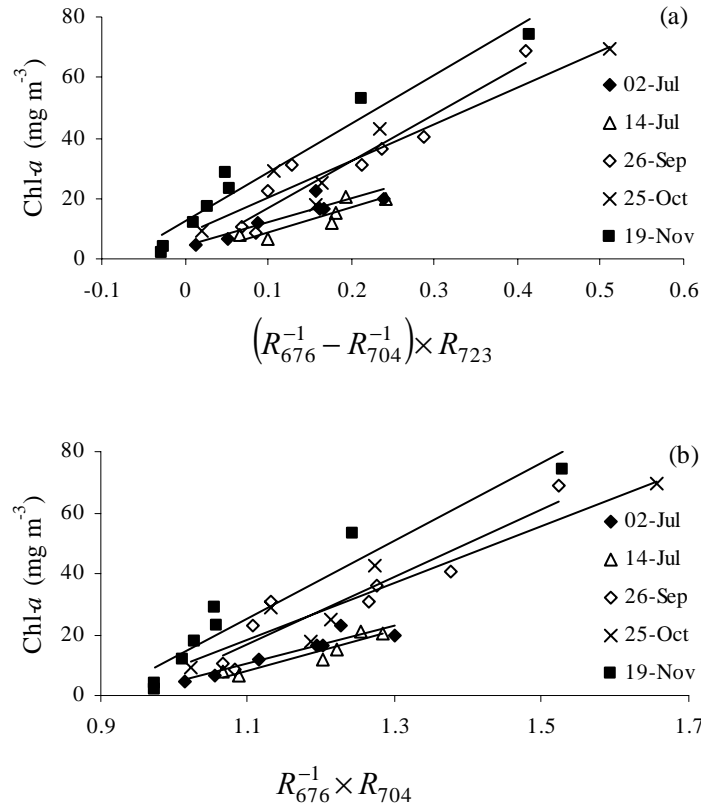 (a)
Chl-a (mg m⁻³)
80
60
40
20
0
-0.1 0 0.1 0.2 0.3 0.4 0.5 0.6
02-Jul
14-Jul
26-Sep
25-Oct
19-Nov
(R₆₇₆⁻¹ − R₇₀₄⁻¹) × R₇₂₃
(b)
Chl-a (mg m⁻³)
80
60
40
20
0
0.9 1.1 1.3 1.5 1.7
02-Jul
14-Jul
26-Sep
25-Oct
19-Nov
R₆₇₆⁻¹ × R₇₀₄